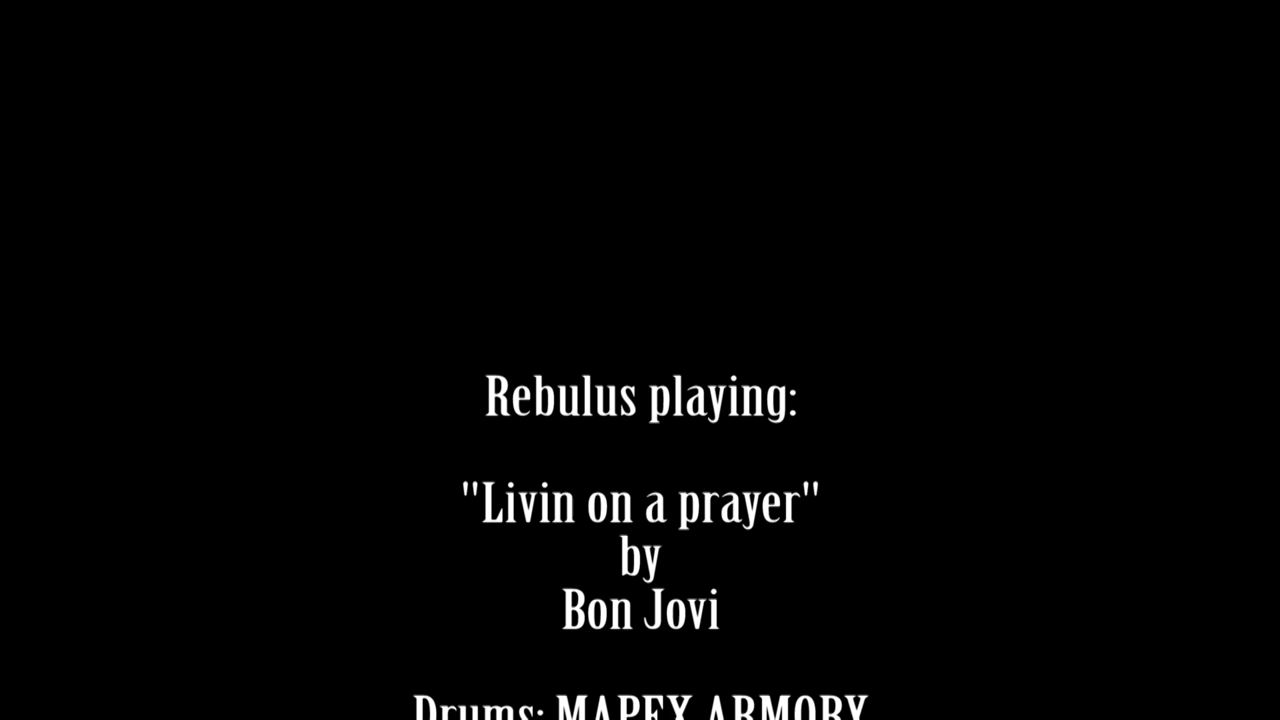 Rebulus playing:
"Livin on a prayer"
by
Bon Jovi
Drums: MAPEX ARMORY